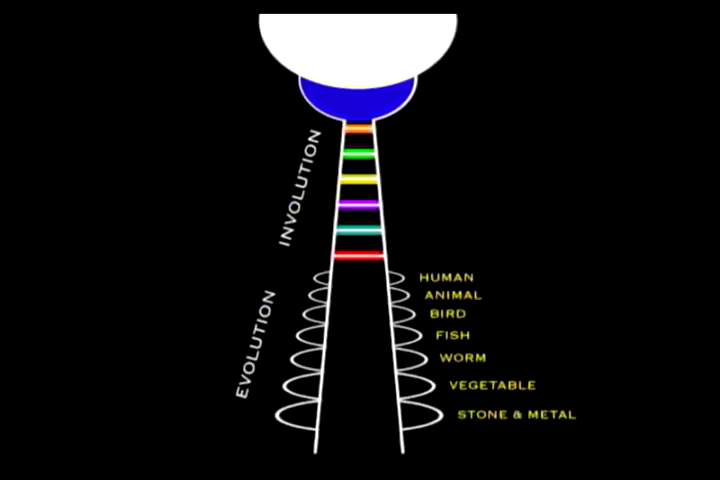 INVOLUTION
EVOLUTION
HUMAN
ANIMAL
BIRD
FISH
WORM
VEGETABLE
STONE & METAL